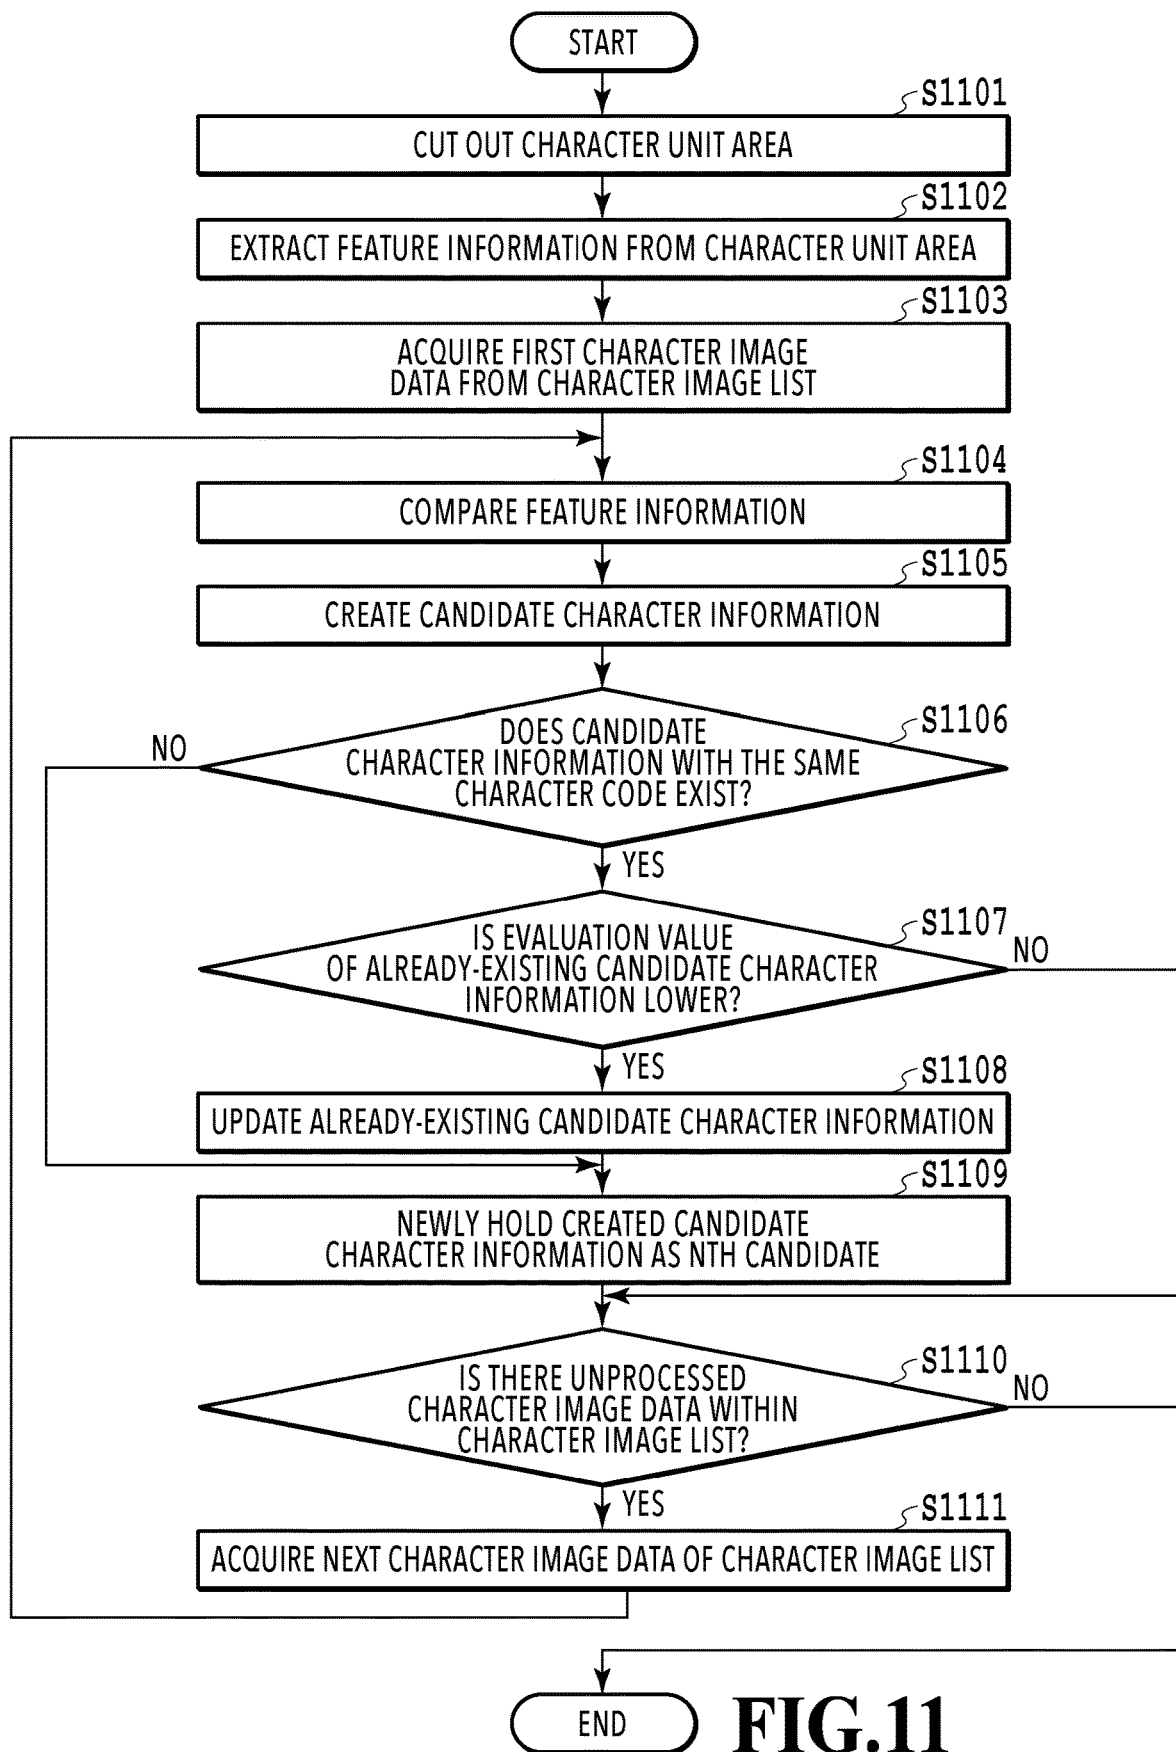 START
S1101
CUT OUT CHARACTER UNIT AREA
S1102
EXTRACT FEATURE INFORMATION FROM CHARACTER UNIT AREA
S1103
ACQUIRE FIRST CHARACTER IMAGE
DATA FROM CHARACTER IMAGE LIST
S1104
COMPARE FEATURE INFORMATION
S1105
CREATE CANDIDATE CHARACTER INFORMATION
S1106
NO
DOES CANDIDATE
CHARACTER INFORMATION WITH THE SAME
CHARACTER CODE EXIST?
YES
S1107
NO
IS EVALUATION VALUE
OF ALREADY-EXISTING CANDIDATE CHARACTER
INFORMATION LOWER?
YES
S1108
UPDATE ALREADY-EXISTING CANDIDATE CHARACTER INFORMATION
S1109
NEWLY HOLD CREATED CANDIDATE
CHARACTER INFORMATION AS NTH CANDIDATE
S1110
NO
IS THERE UNPROCESSED
CHARACTER IMAGE DATA WITHIN
CHARACTER IMAGE LIST?
YES
S1111
ACQUIRE NEXT CHARACTER IMAGE DATA OF CHARACTER IMAGE LIST
END
FIG.11